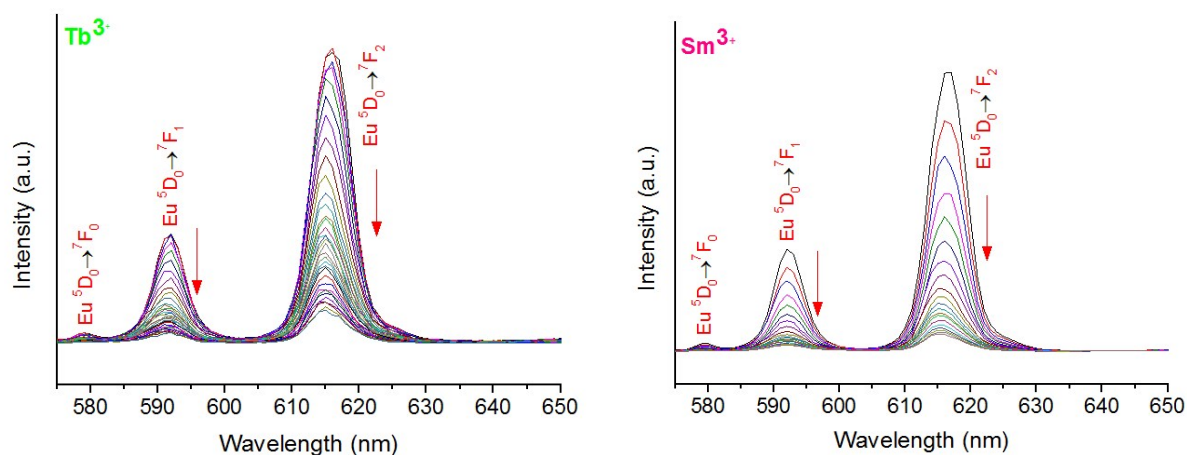 Tb³⁺
Eu ⁵D₀→⁷F₀
Eu ⁵D₀→⁷F₁
Eu ⁵D₀→⁷F₂
Intensity (a.u.)
580 590 600 610 620 630 640 650
Wavelength (nm)
Sm³⁺
Eu ⁵D₀→⁷F₀
Eu ⁵D₀→⁷F₁
Eu ⁵D₀→⁷F₂
Intensity (a.u.)
580 590 600 610 620 630 640 650
Wavelength (nm)